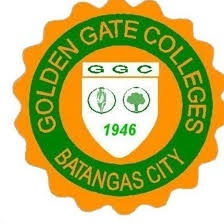 GOLDEN GATE COLLEGES
GGC
1946
BATANGAS CITY